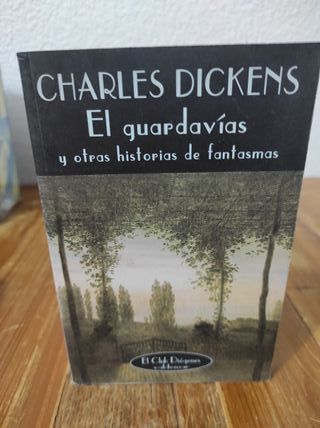 CHARLES DICKENS
El guardavías
y otras historias de fantasmas
El Club Diógenes